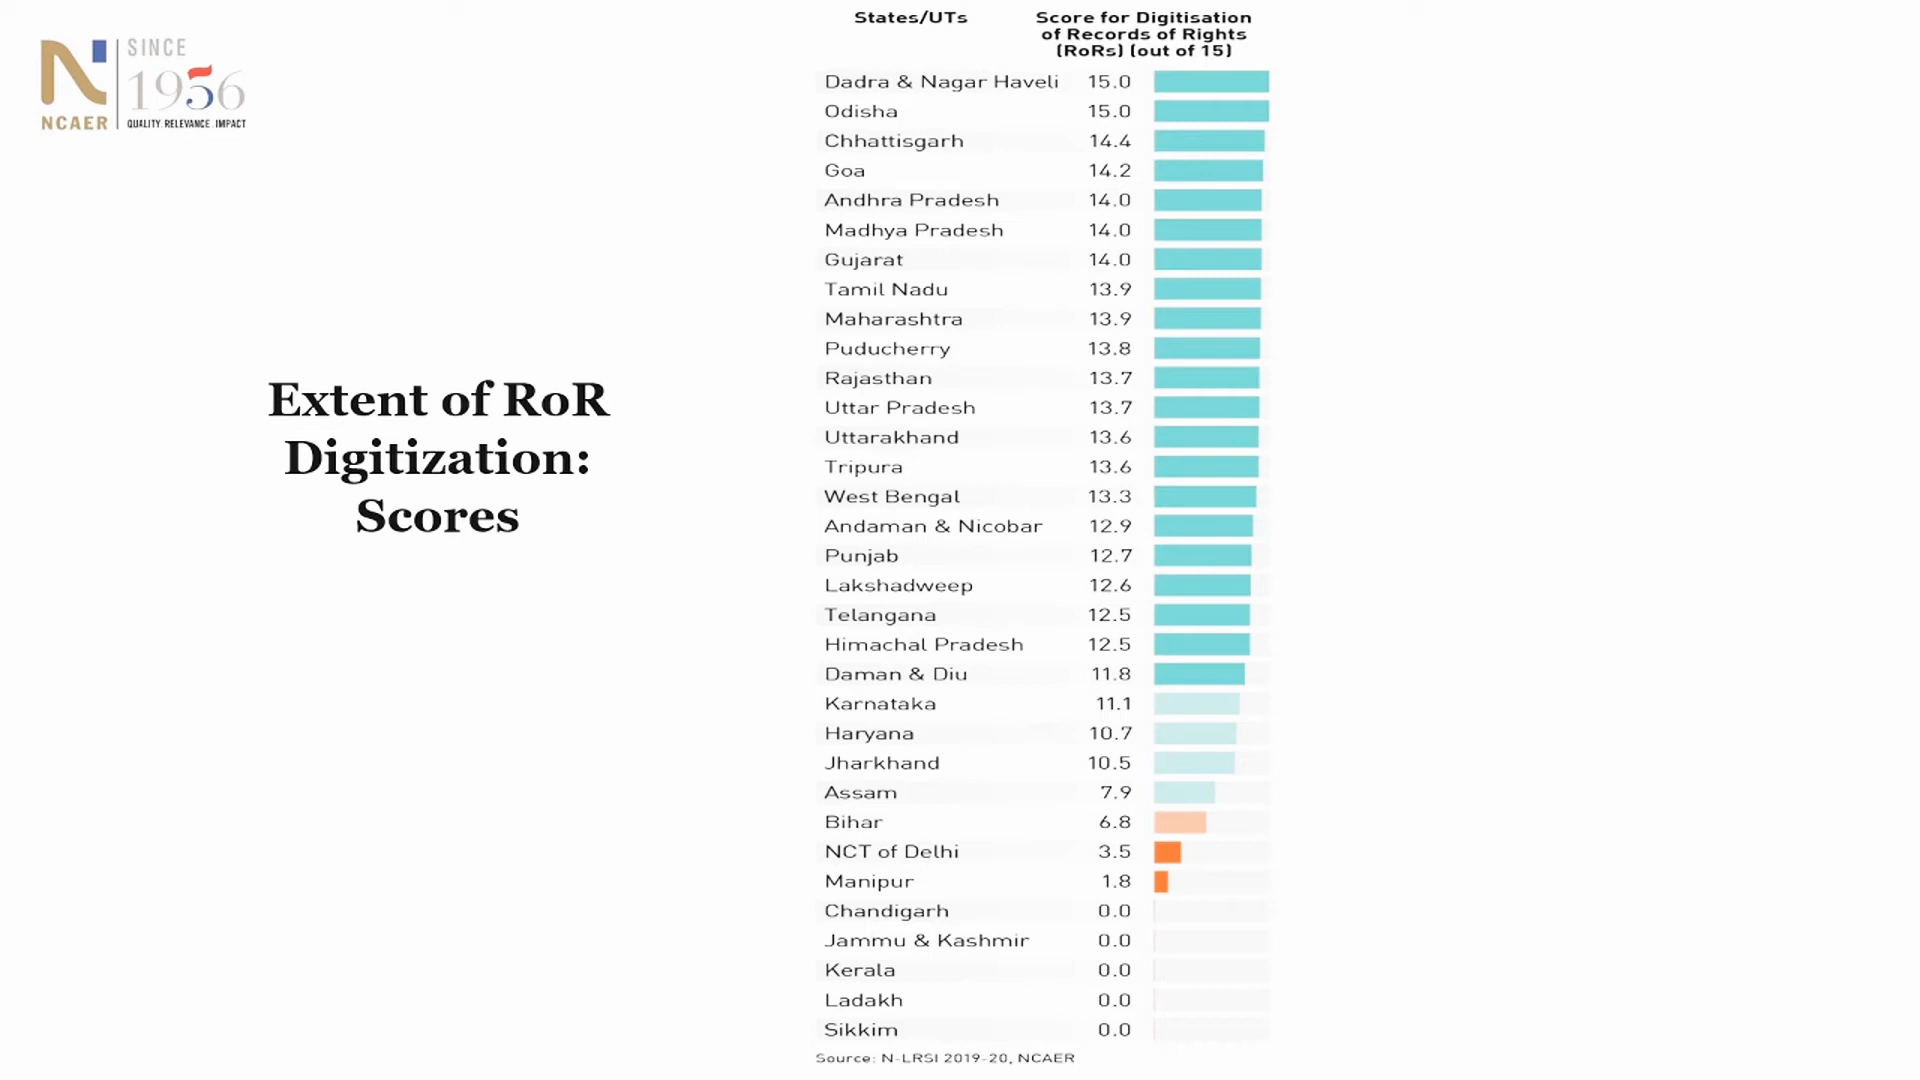 SINCE
1956
NCAER
QUALITY. RELEVANCE. IMPACT
Extent of RoR
Digitization:
Scores
States/UTs
Score for Digitisation
of Records of Rights
(RoRs) (out of 15)
Dadra & Nagar Haveli 15.0
Odisha 15.0
Chhattisgarh 14.4
Goa 14.2
Andhra Pradesh 14.0
Madhya Pradesh 14.0
Gujarat 14.0
Tamil Nadu 13.9
Maharashtra 13.9
Puducherry 13.8
Rajasthan 13.7
Uttar Pradesh 13.7
Uttarakhand 13.6
Tripura 13.6
West Bengal 13.3
Andaman & Nicobar 12.9
Punjab 12.7
Lakshadweep 12.6
Telangana 12.5
Himachal Pradesh 12.5
Daman & Diu 11.8
Karnataka 11.1
Haryana 10.7
Jharkhand 10.5
Assam 7.9
Bihar 6.8
NCT of Delhi 3.5
Manipur 1.8
Chandigarh 0.0
Jammu & Kashmir 0.0
Kerala 0.0
Ladakh 0.0
Sikkim 0.0
Source: N-LRSI 2019-20, NCAER